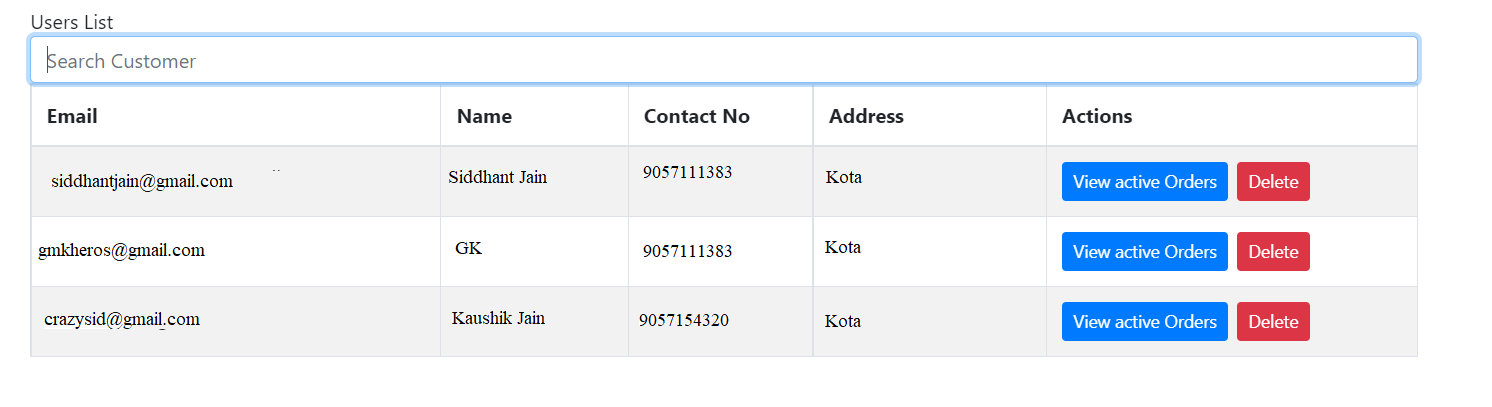 Users List
Search Customer
Email Name Contact No Address Actions
siddhantjain@gmail.com Siddhant Jain 9057111383 Kota View active Orders Delete
gmkheros@gmail.com GK 9057111383 Kota View active Orders Delete
crazysid@gmail.com Kaushik Jain 9057154320 Kota View active Orders Delete